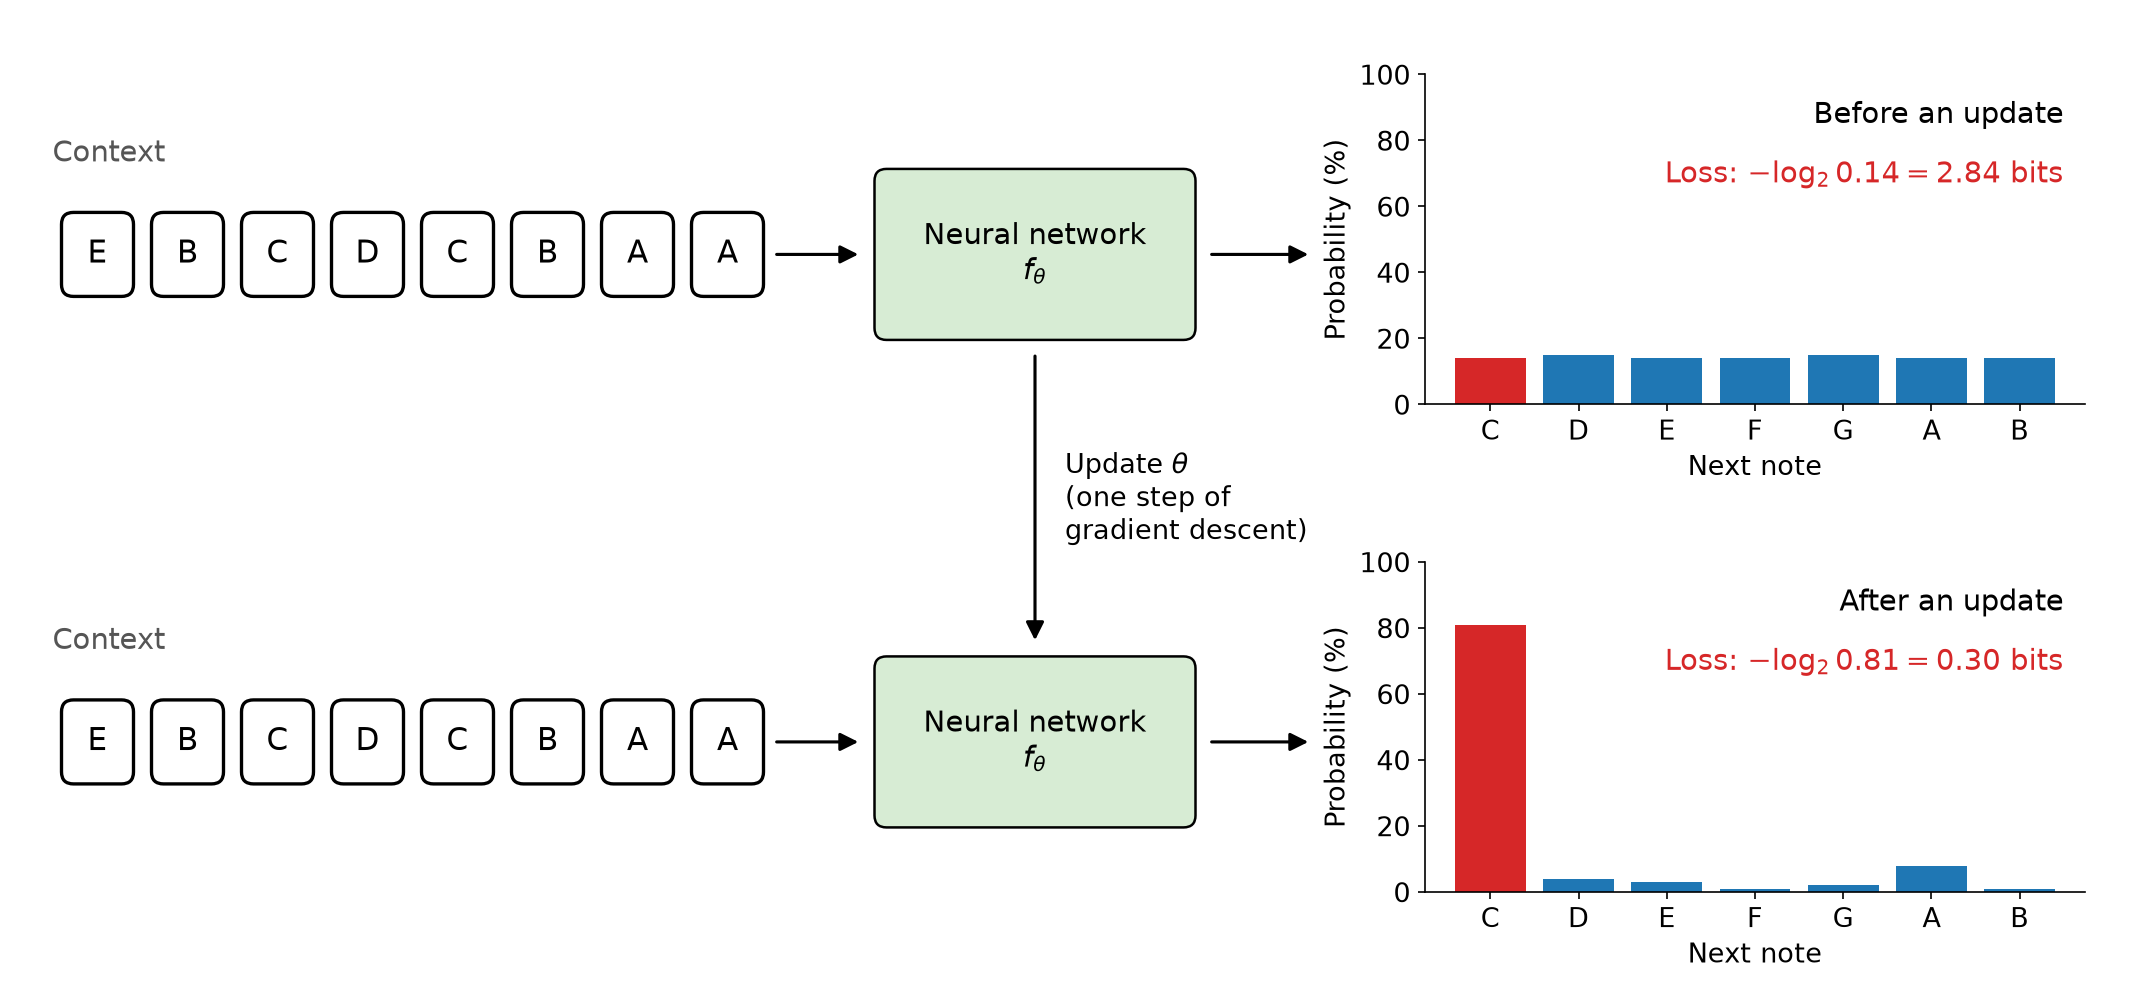 Context
E B C D C B A A
Neural network
f_θ
Probability (%)
100
80
60
40
20
0
Before an update
Loss: −log₂ 0.14 = 2.84 bits
C D E F G A B
Next note
Update θ
(one step of
gradient descent)
Context
E B C D C B A A
Neural network
f_θ
Probability (%)
100
80
60
40
20
0
After an update
Loss: −log₂ 0.81 = 0.30 bits
C D E F G A B
Next note